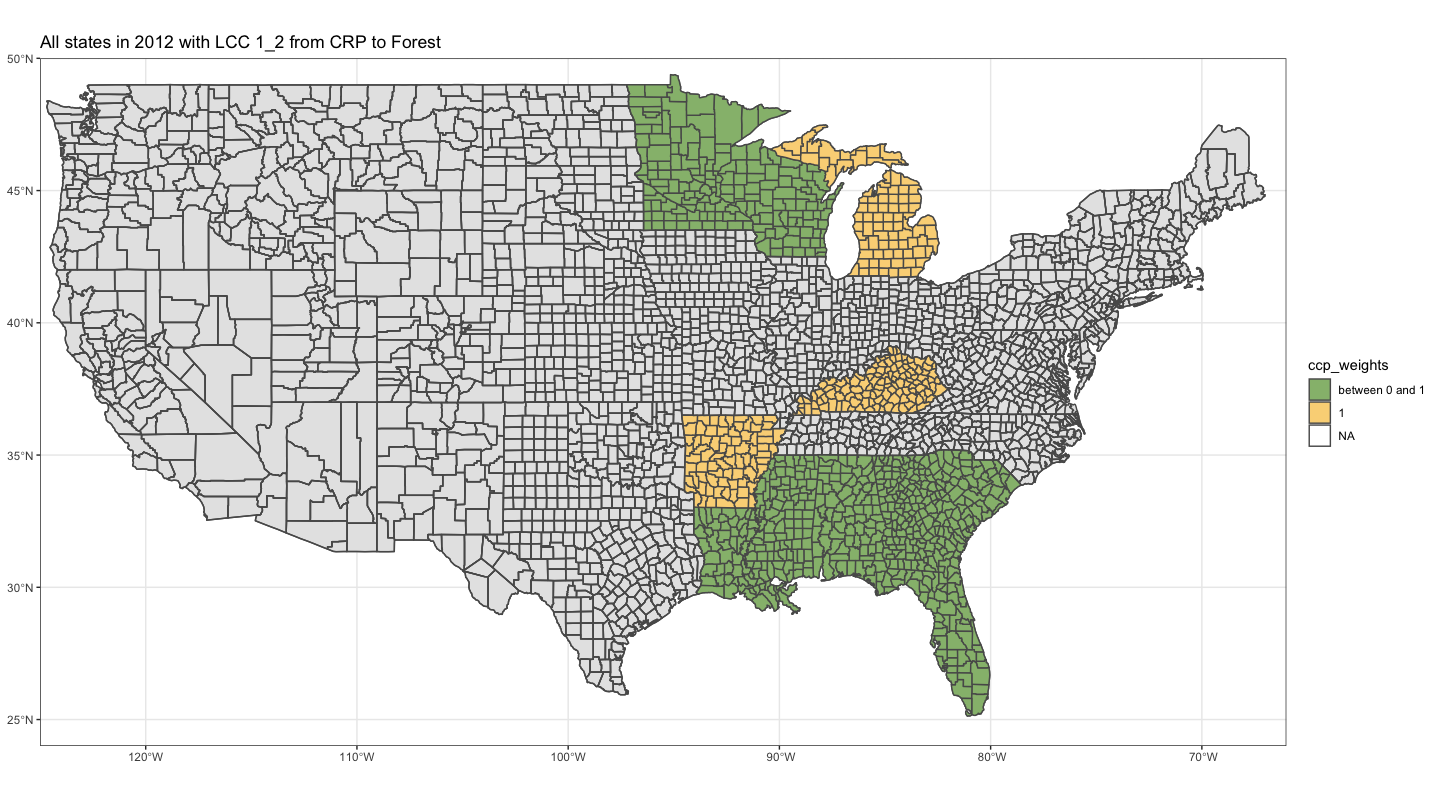 All states in 2012 with LCC 1_2 from CRP to Forest
50°N
45°N
40°N
35°N
30°N
25°N
120°W
110°W
100°W
90°W
80°W
70°W
ccp_weights
between 0 and 1
1
NA